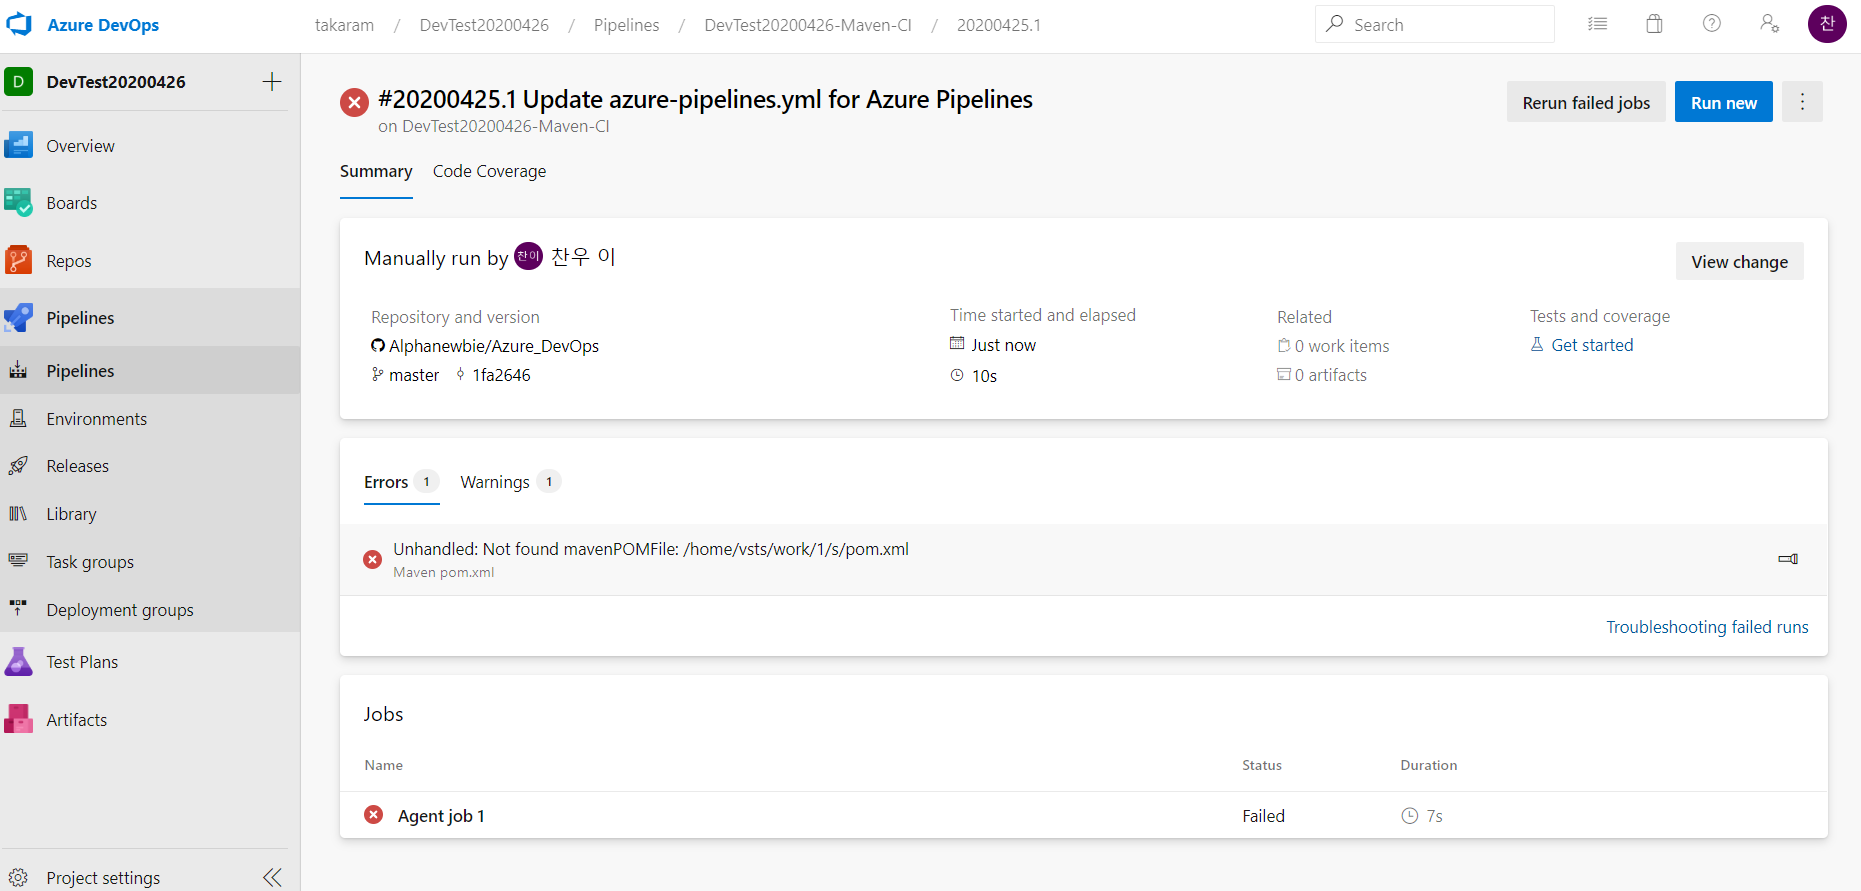 Azure DevOps
takaram / DevTest20200426 / Pipelines / DevTest20200426-Maven-CI / 20200425.1
Search
찬
D DevTest20200426
Overview
Boards
Repos
Pipelines
Pipelines
Environments
Releases
Library
Task groups
Deployment groups
Test Plans
Artifacts
Project settings
#20200425.1 Update azure-pipelines.yml for Azure Pipelines
on DevTest20200426-Maven-CI
Rerun failed jobs
Run new
Summary
Code Coverage
Manually run by 찬이 찬우 이
View change
Repository and version
Alphanewbie/Azure_DevOps
master 1fa2646
Time started and elapsed
Just now
10s
Related
0 work items
0 artifacts
Tests and coverage
Get started
Errors 1
Warnings 1
Unhandled: Not found mavenPOMFile: /home/vsts/work/1/s/pom.xml
Maven pom.xml
Troubleshooting failed runs
Jobs
Name Status Duration
Agent job 1 Failed 7s